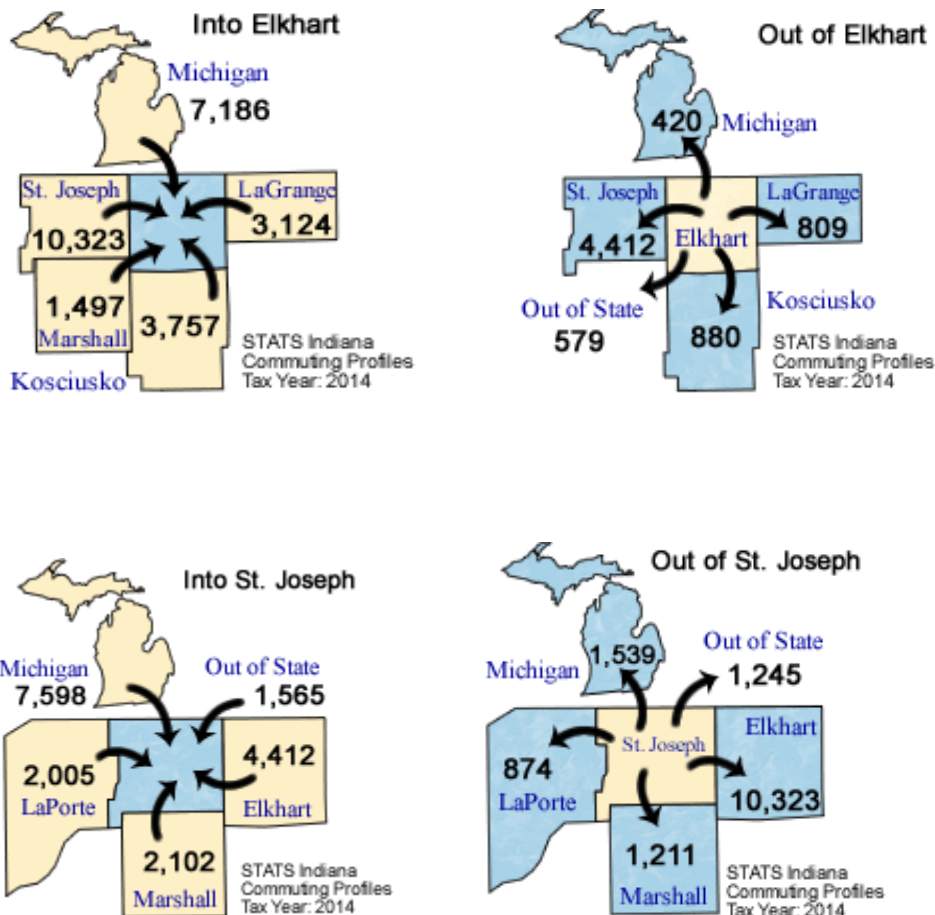 Into Elkhart
Michigan
7,186
St. Joseph
LaGrange
10,323
3,124
1,497
3,757
Marshall
Kosciusko
STATS Indiana
Commuting Profiles
Tax Year: 2014
Out of Elkhart
420
Michigan
St. Joseph
LaGrange
4,412
Elkhart
809
Out of State
579
Kosciusko
880
STATS Indiana
Commuting Profiles
Tax Year: 2014
Into St. Joseph
Michigan
7,598
Out of State
1,565
2,005
LaPorte
4,412
Elkhart
2,102
Marshall
STATS Indiana
Commuting Profiles
Tax Year: 2014
Out of St. Joseph
Michigan
1,539
Out of State
1,245
St. Joseph
Elkhart
874
LaPorte
10,323
1,211
Marshall
STATS Indiana
Commuting Profiles
Tax Year: 2014